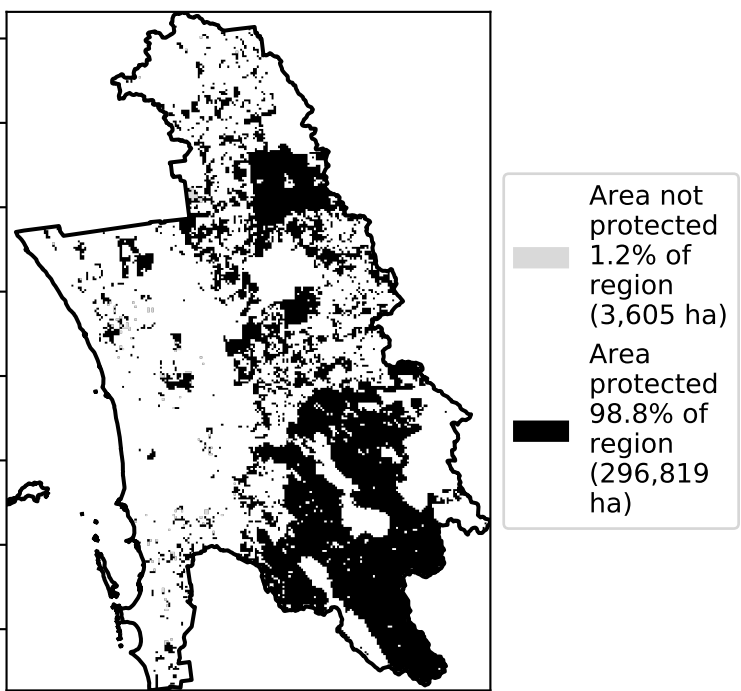 Area not
protected
1.2% of
region
(3,605 ha)
Area
protected
98.8% of
region
(296,819
ha)